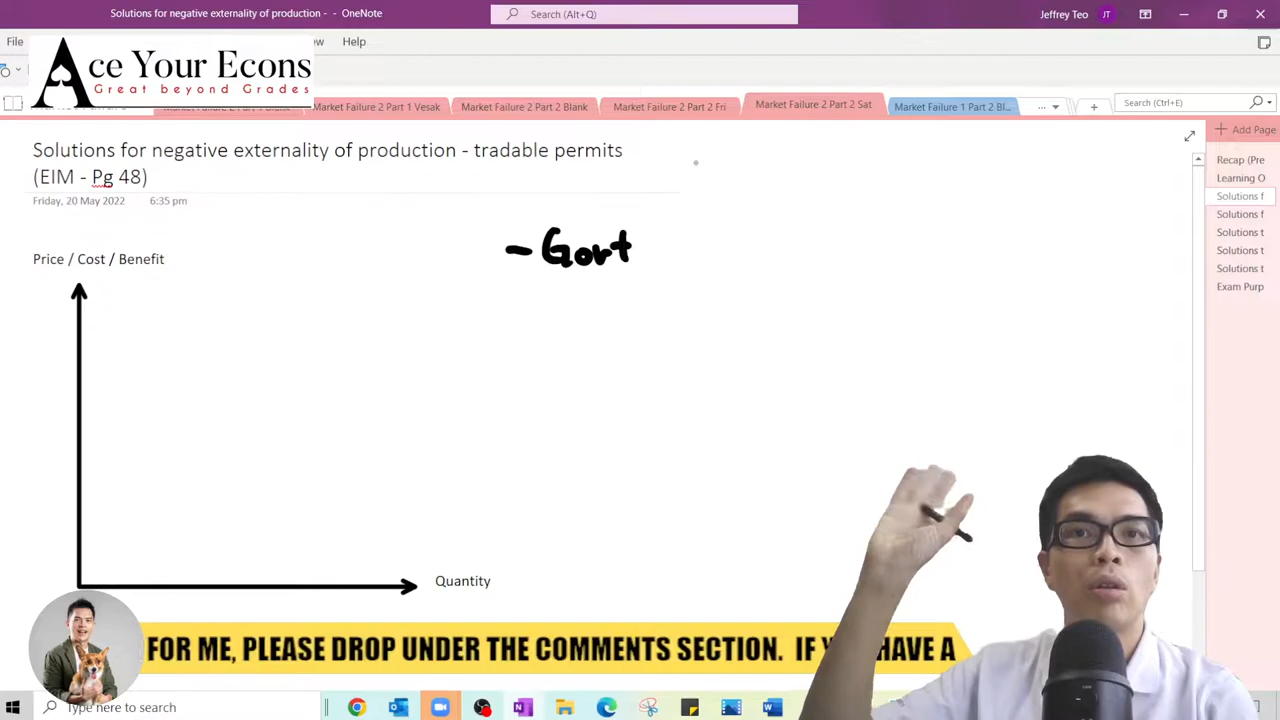 Solutions for negative externality of production - - OneNote
Search (Alt+Q)
Jeffrey Teo
JT
File
ew
Help
Ace Your Econs
Great beyond Grades
Market Failure 2 Part 1 Vesak
Market Failure 2 Part 2 Blank
Market Failure 2 Part 2 Fri
Market Failure 2 Part 2 Sat
Market Failure 1 Part 2 Bl...
...
Search (Ctrl+E)
Solutions for negative externality of production - tradable permits
(EIM - Pg 48)
Friday, 20 May 2022
6:35 pm
Add Page
Recap (Pre
Learning O
Solutions f
Solutions f
Solutions t
Solutions t
Solutions t
Exam Purp
- Govt
Price / Cost / Benefit
Quantity
FOR ME, PLEASE DROP UNDER THE COMMENTS SECTION. IF Y HAVE A
Type here to search